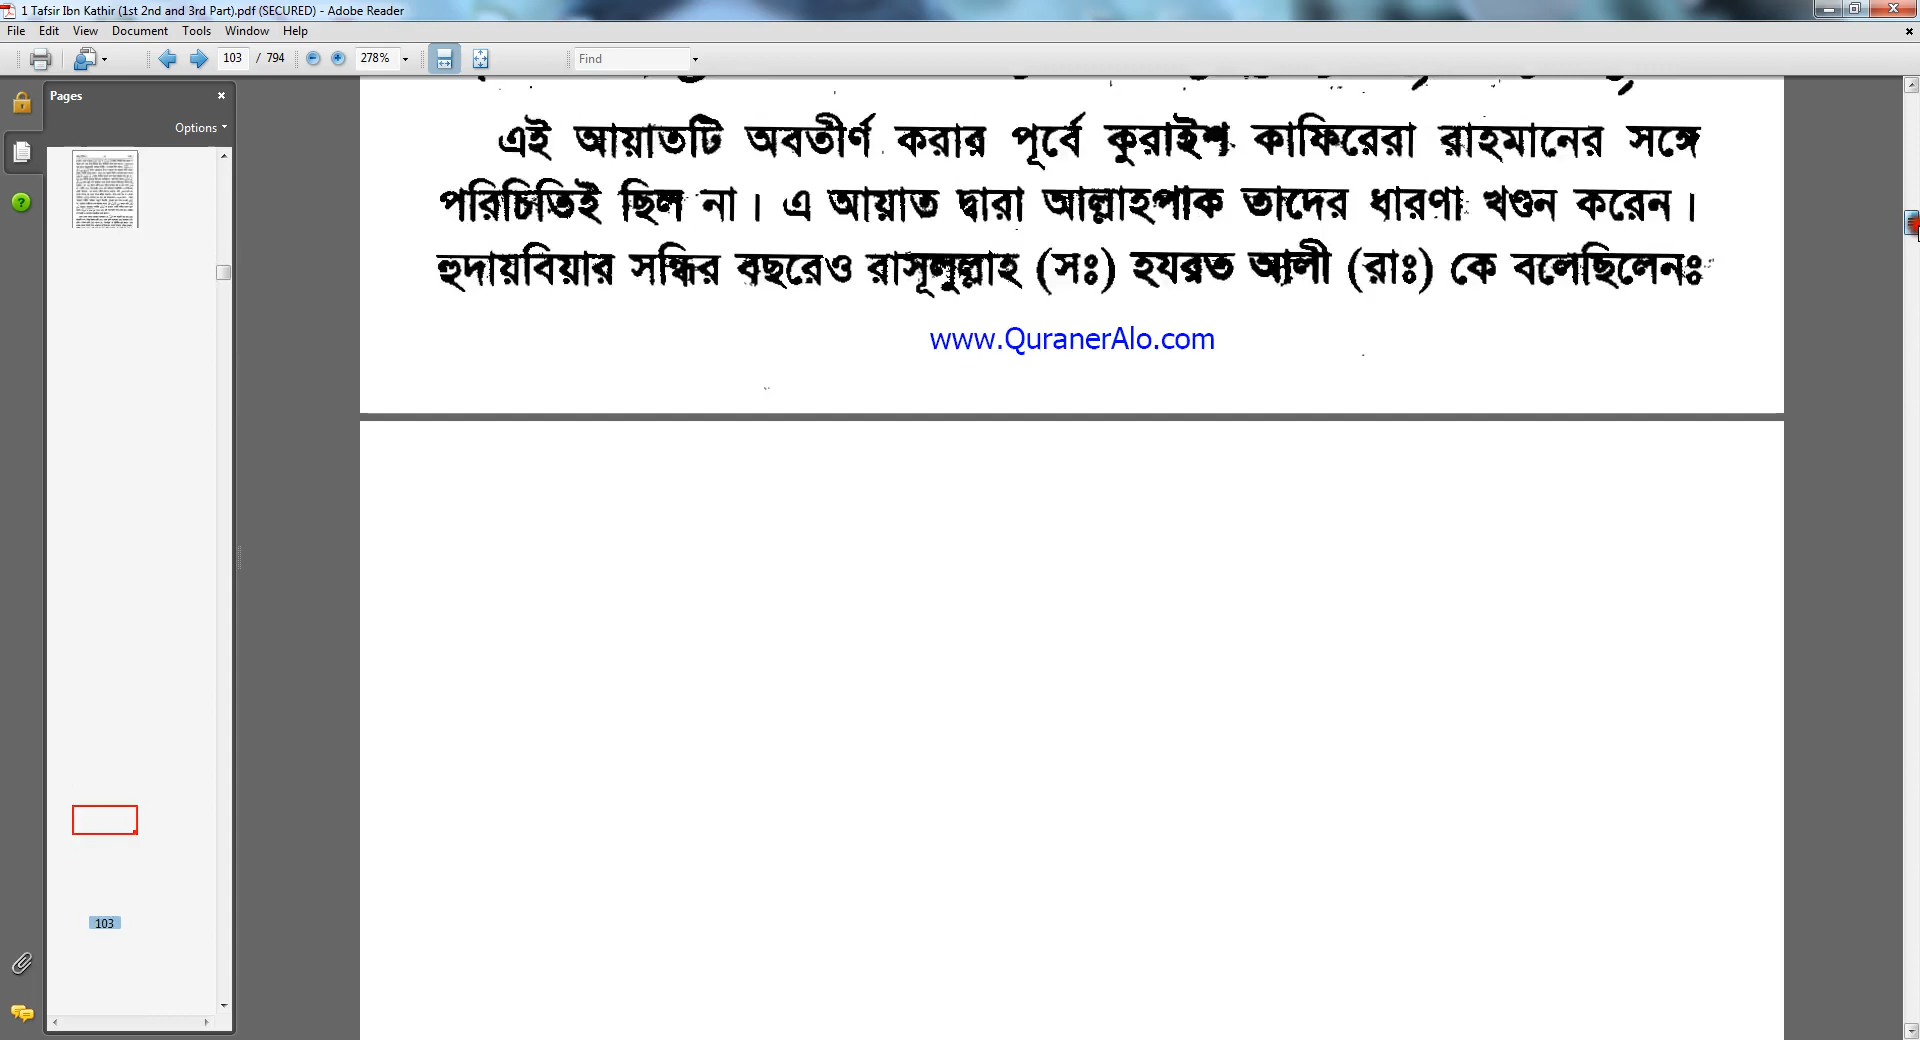 1 Tafsir Ibn Kathir (1st 2nd and 3rd Part).pdf (SECURED) - Adobe Reader
File Edit View Document Tools Window Help
103 / 794 278% Find
Pages
Options
এই আয়াতটি অবতীর্ণ করার পূর্বে কুরাইশ কাফিরেরা রাহমানের সঙ্গে
পরিচিতিই ছিল না। এ আয়াত দ্বারা আল্লাহপাক তাদের ধারণা খণ্ডন করেন।
হুদায়বিয়ার সন্ধির বছরেও রাসূলুল্লাহ (সঃ) হযরত আলী (রাঃ) কে বলেছিলেনঃ
www.QuranerAlo.com
103